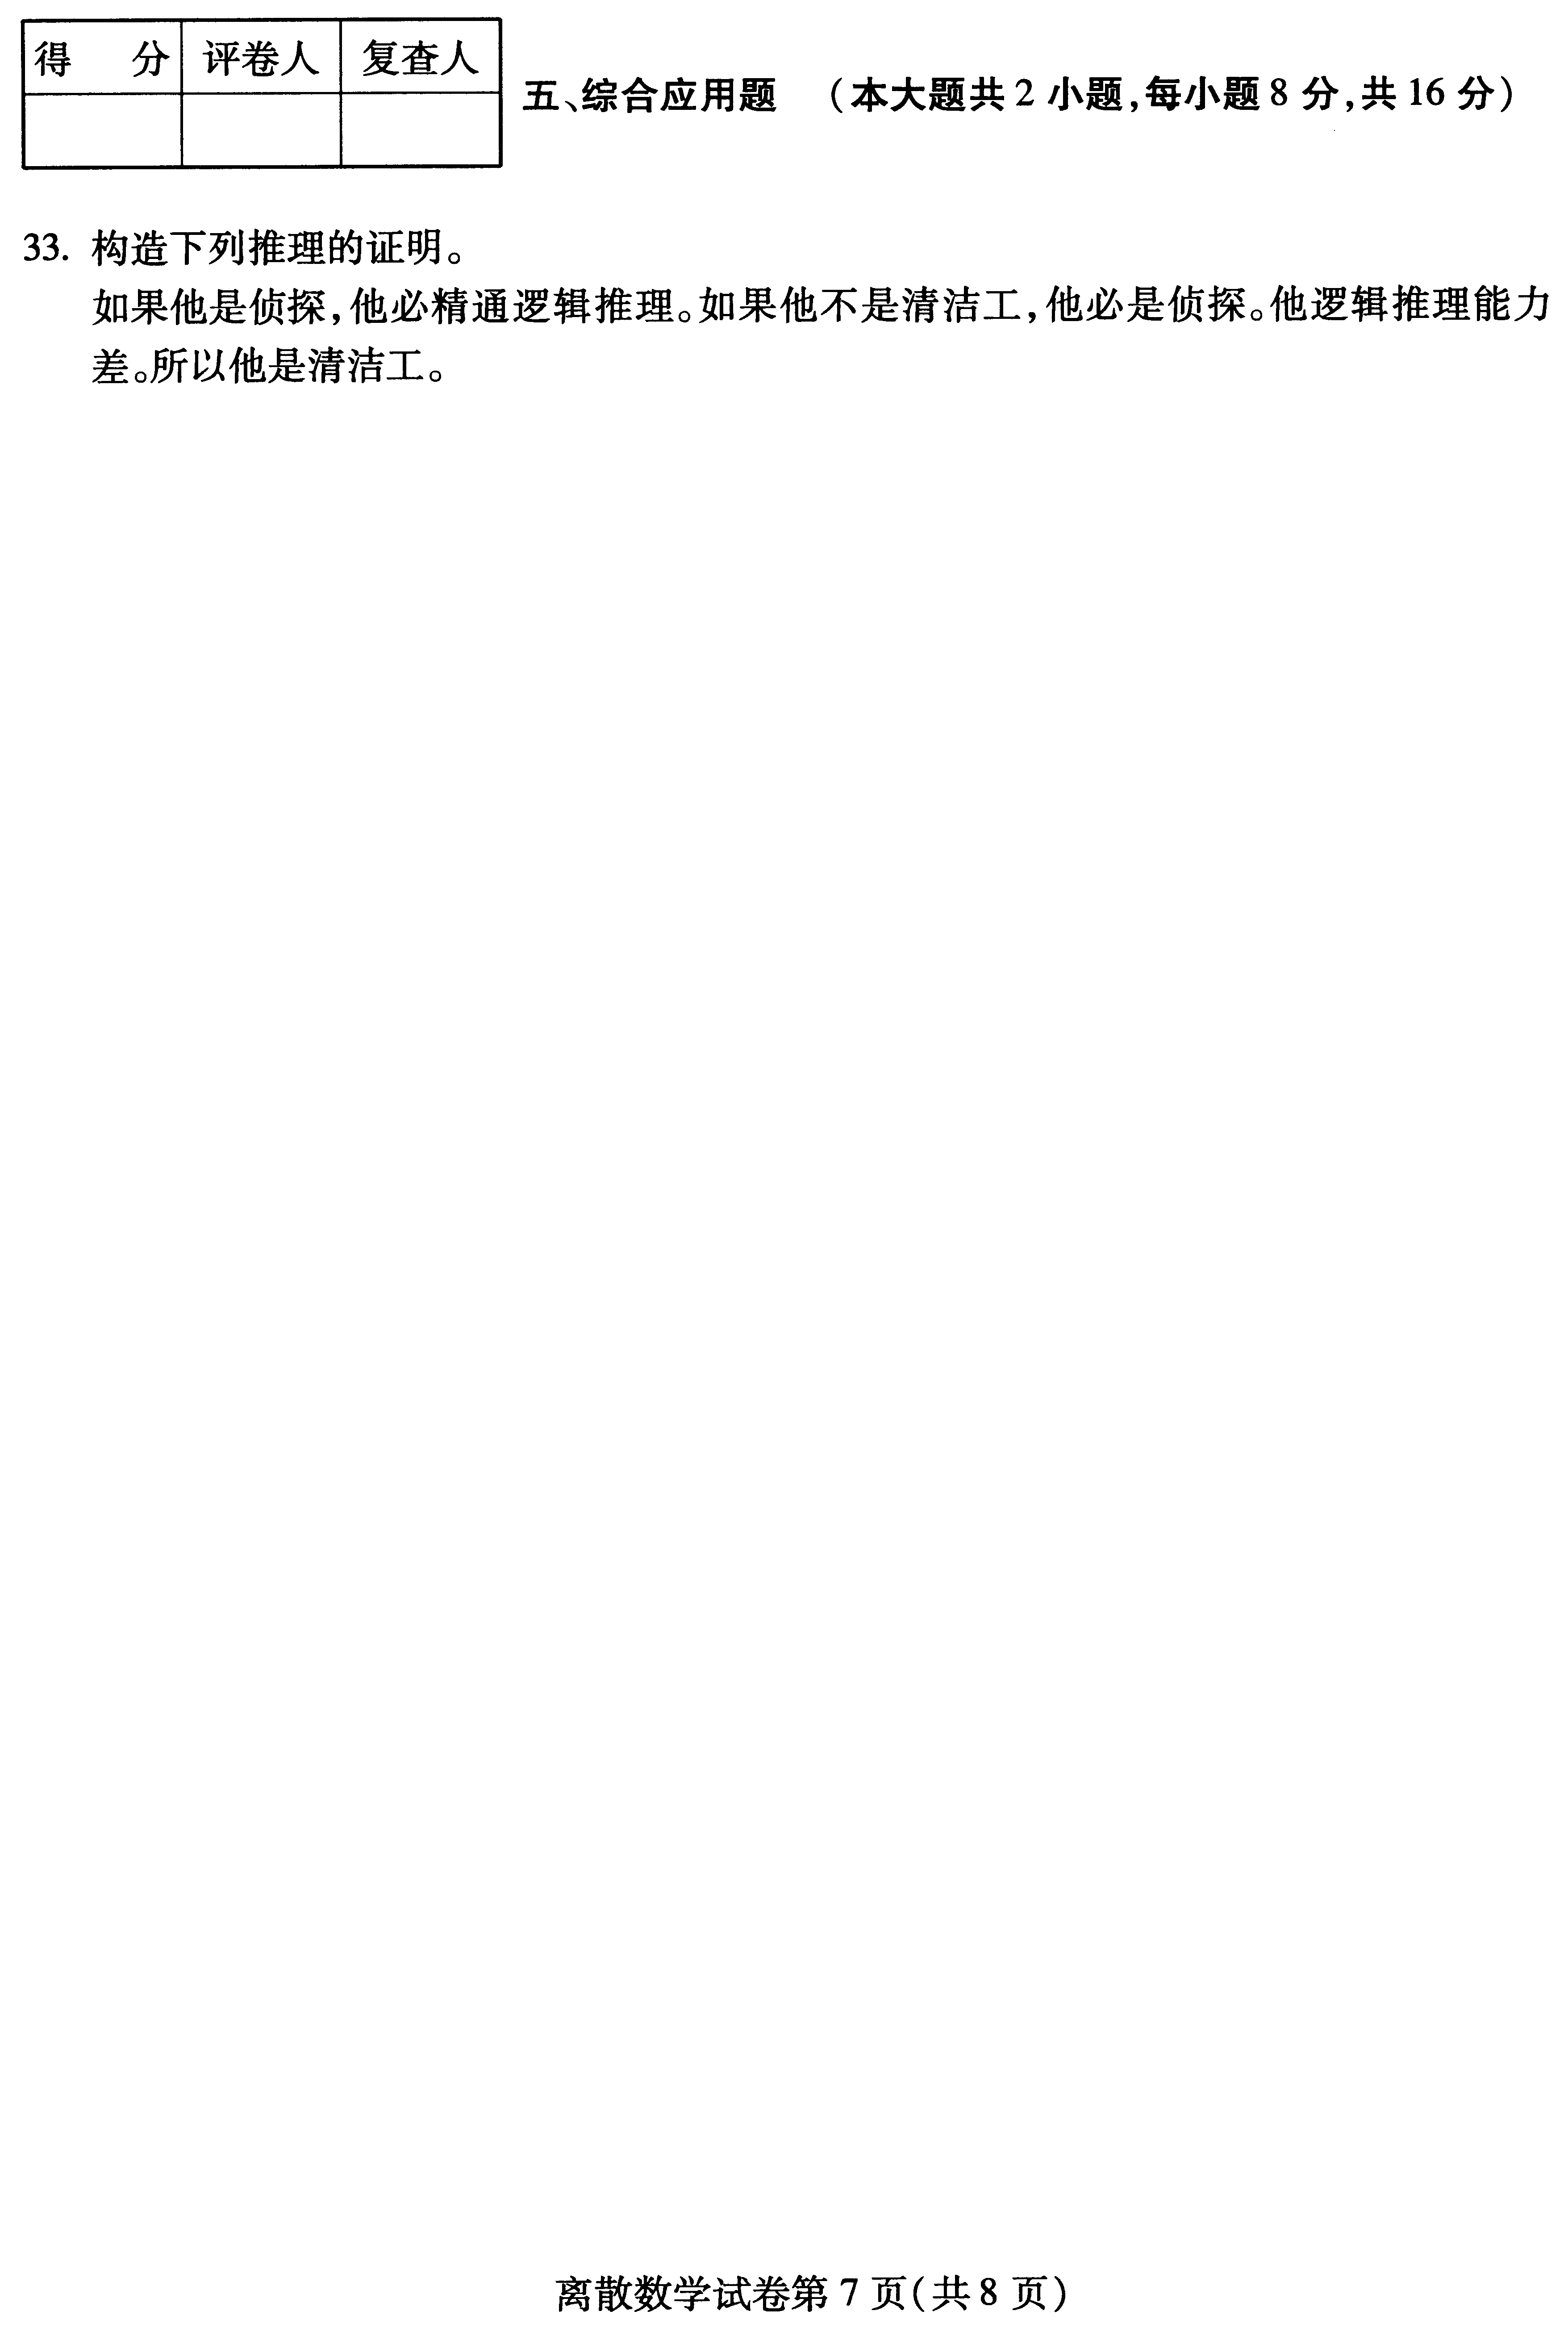 得 分 评卷人 复查人
五、综合应用题 (本大题共2小题,每小题8分,共16分)
33. 构造下列推理的证明。
如果他是侦探,他必精通逻辑推理。如果他不是清洁工,他必是侦探。他逻辑推理能力
差。所以他是清洁工。
离散数学试卷第7页(共8页)